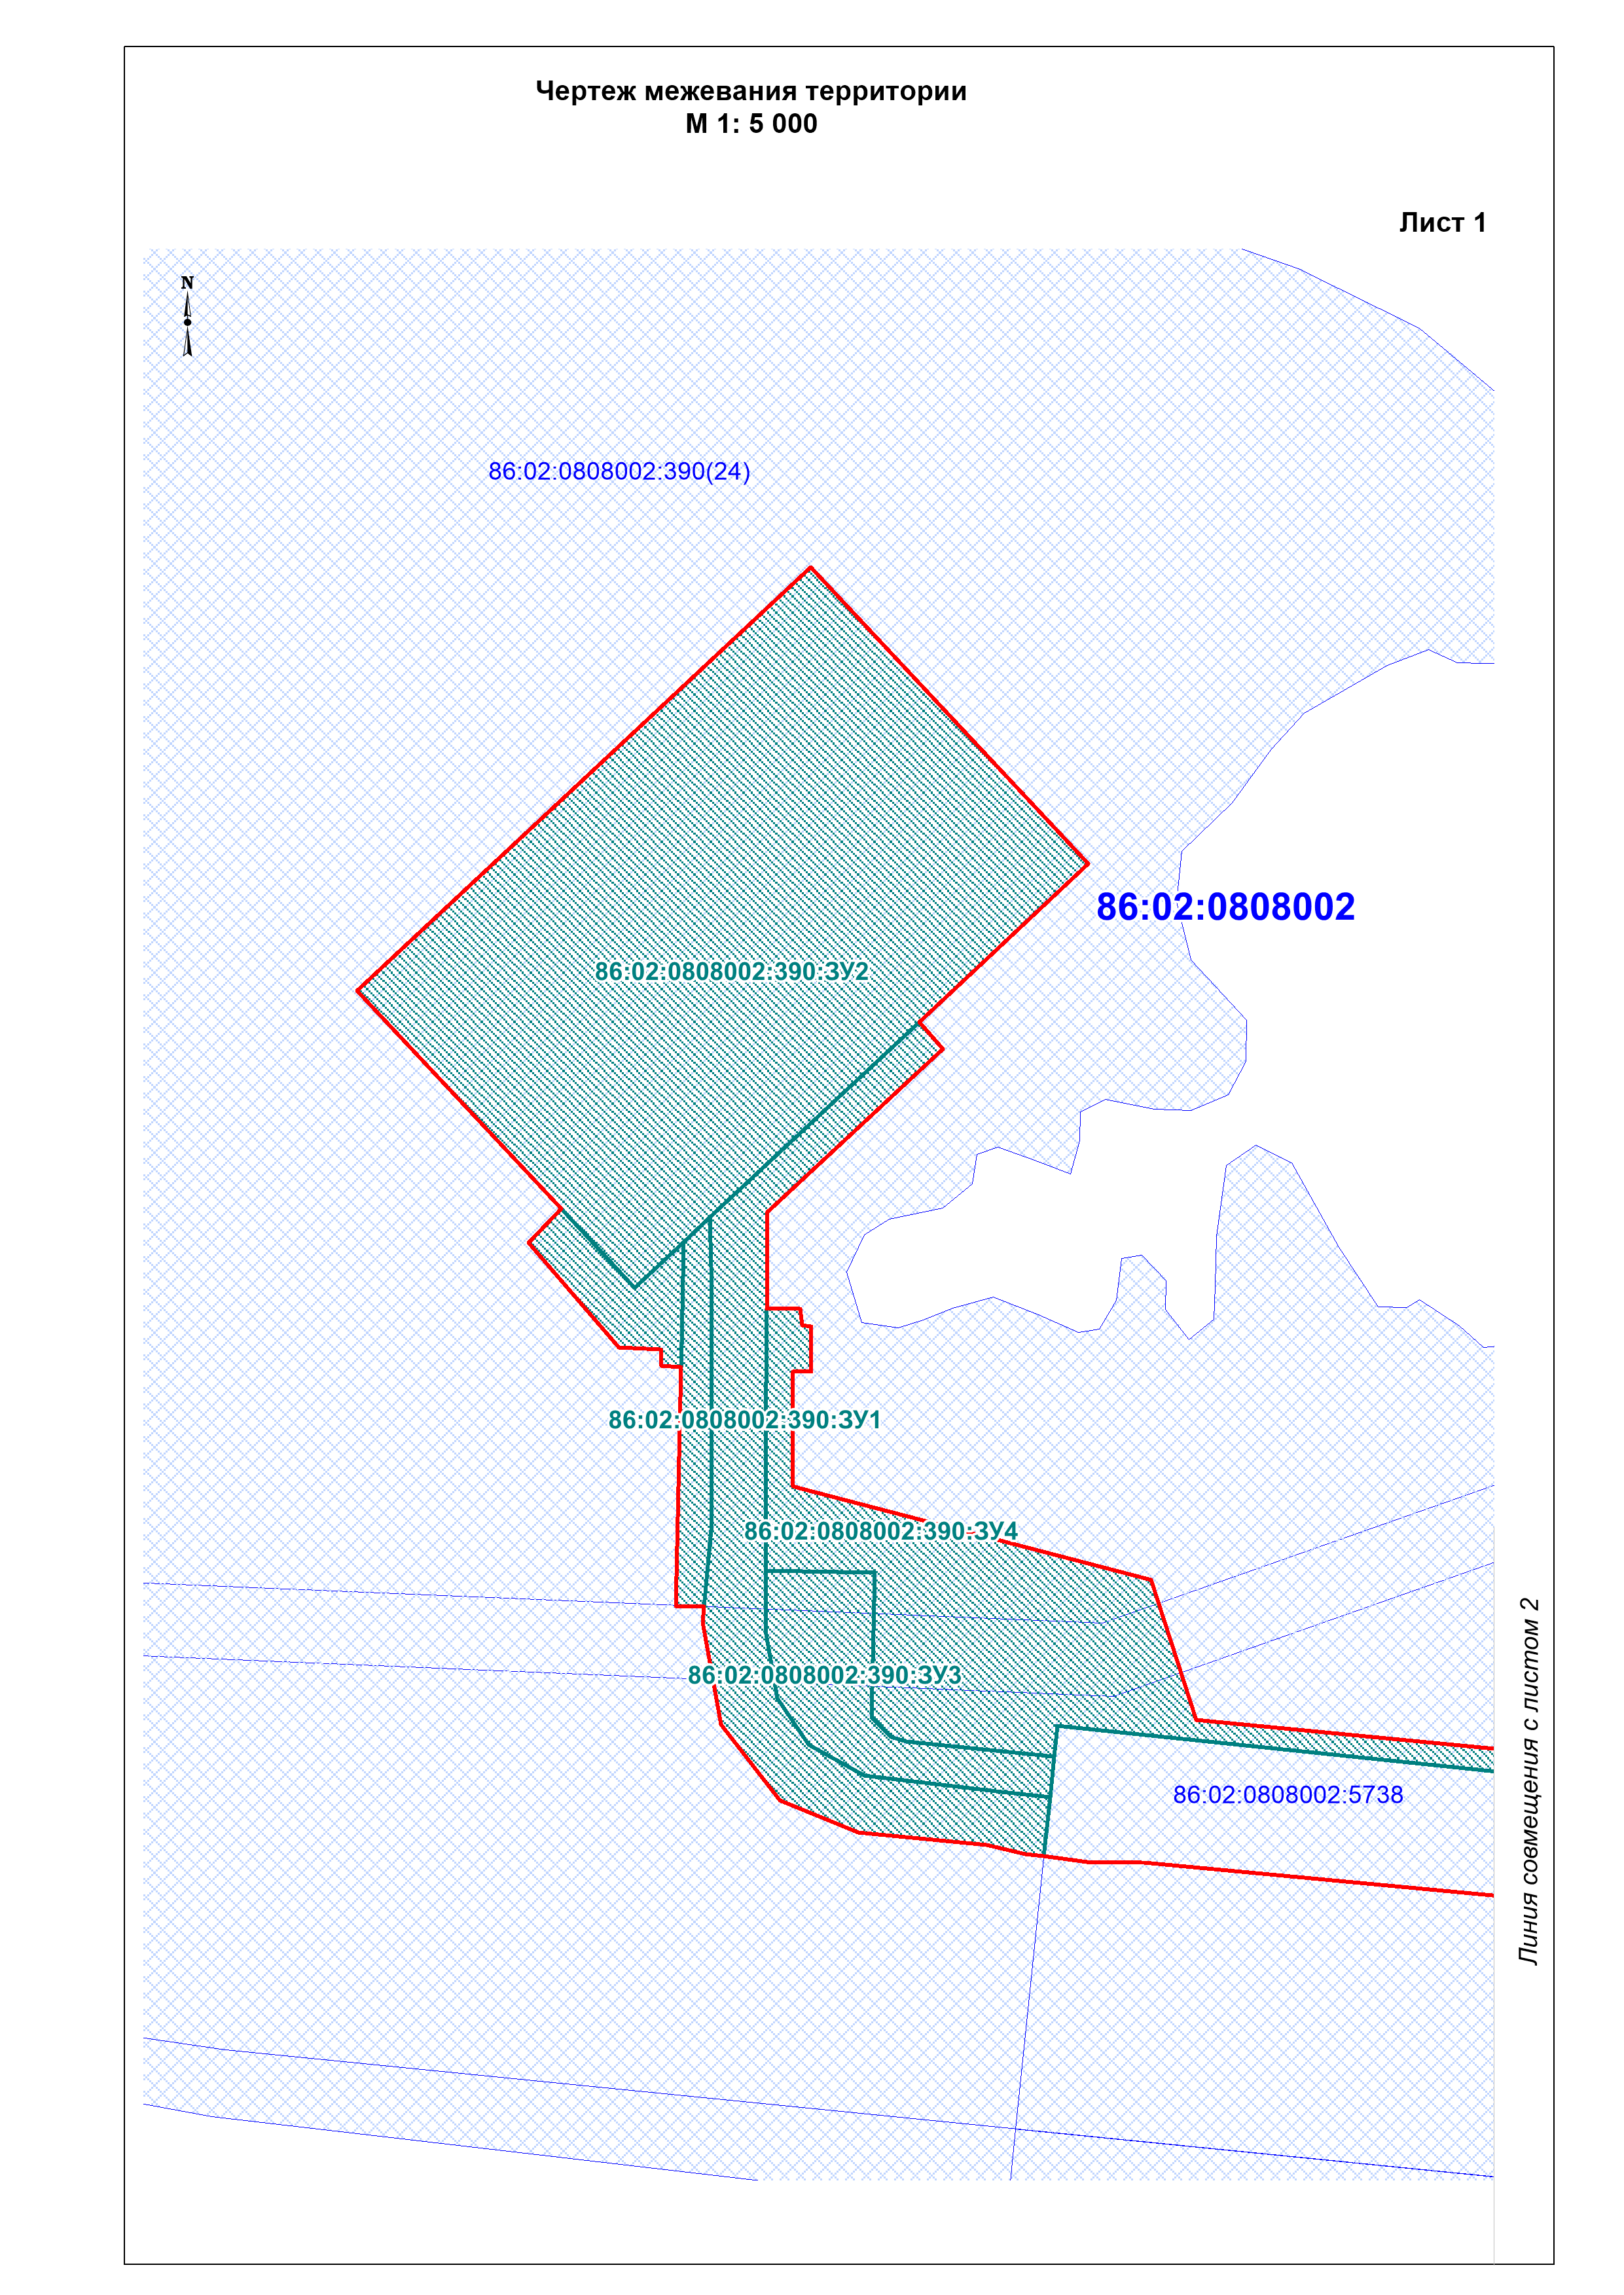 Чертеж межевания территории
М 1: 5 000
Лист 1
N
86:02:0808002:390(24)
86:02:0808002
86:02:0808002:390:ЗУ2
86:02:0808002:390:ЗУ1
86:02:0808002:390:ЗУ4
86:02:0808002:390:ЗУ3
86:02:0808002:5738
Линия совмещения с листом 2